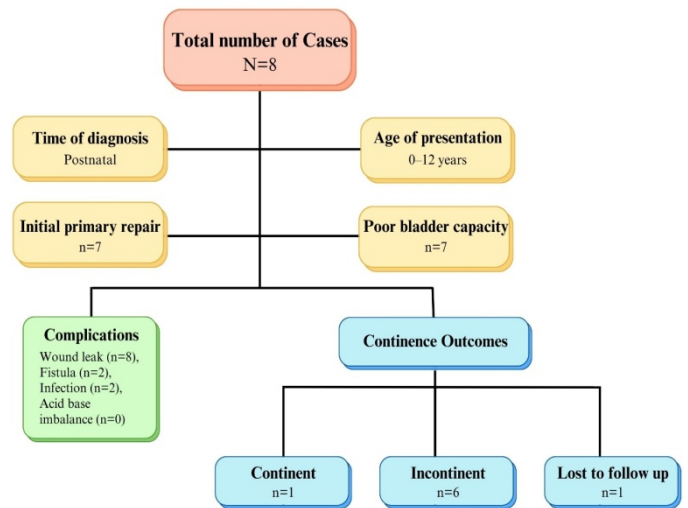 Total number of Cases
N=8
Time of diagnosis
Postnatal
Age of presentation
0–12 years
Initial primary repair
n=7
Poor bladder capacity
n=7
Complications
Wound leak (n=8),
Fistula (n=2),
Infection (n=2),
Acid base
imbalance (n=0)
Continence Outcomes
Continent
n=1
Incontinent
n=6
Lost to follow up
n=1